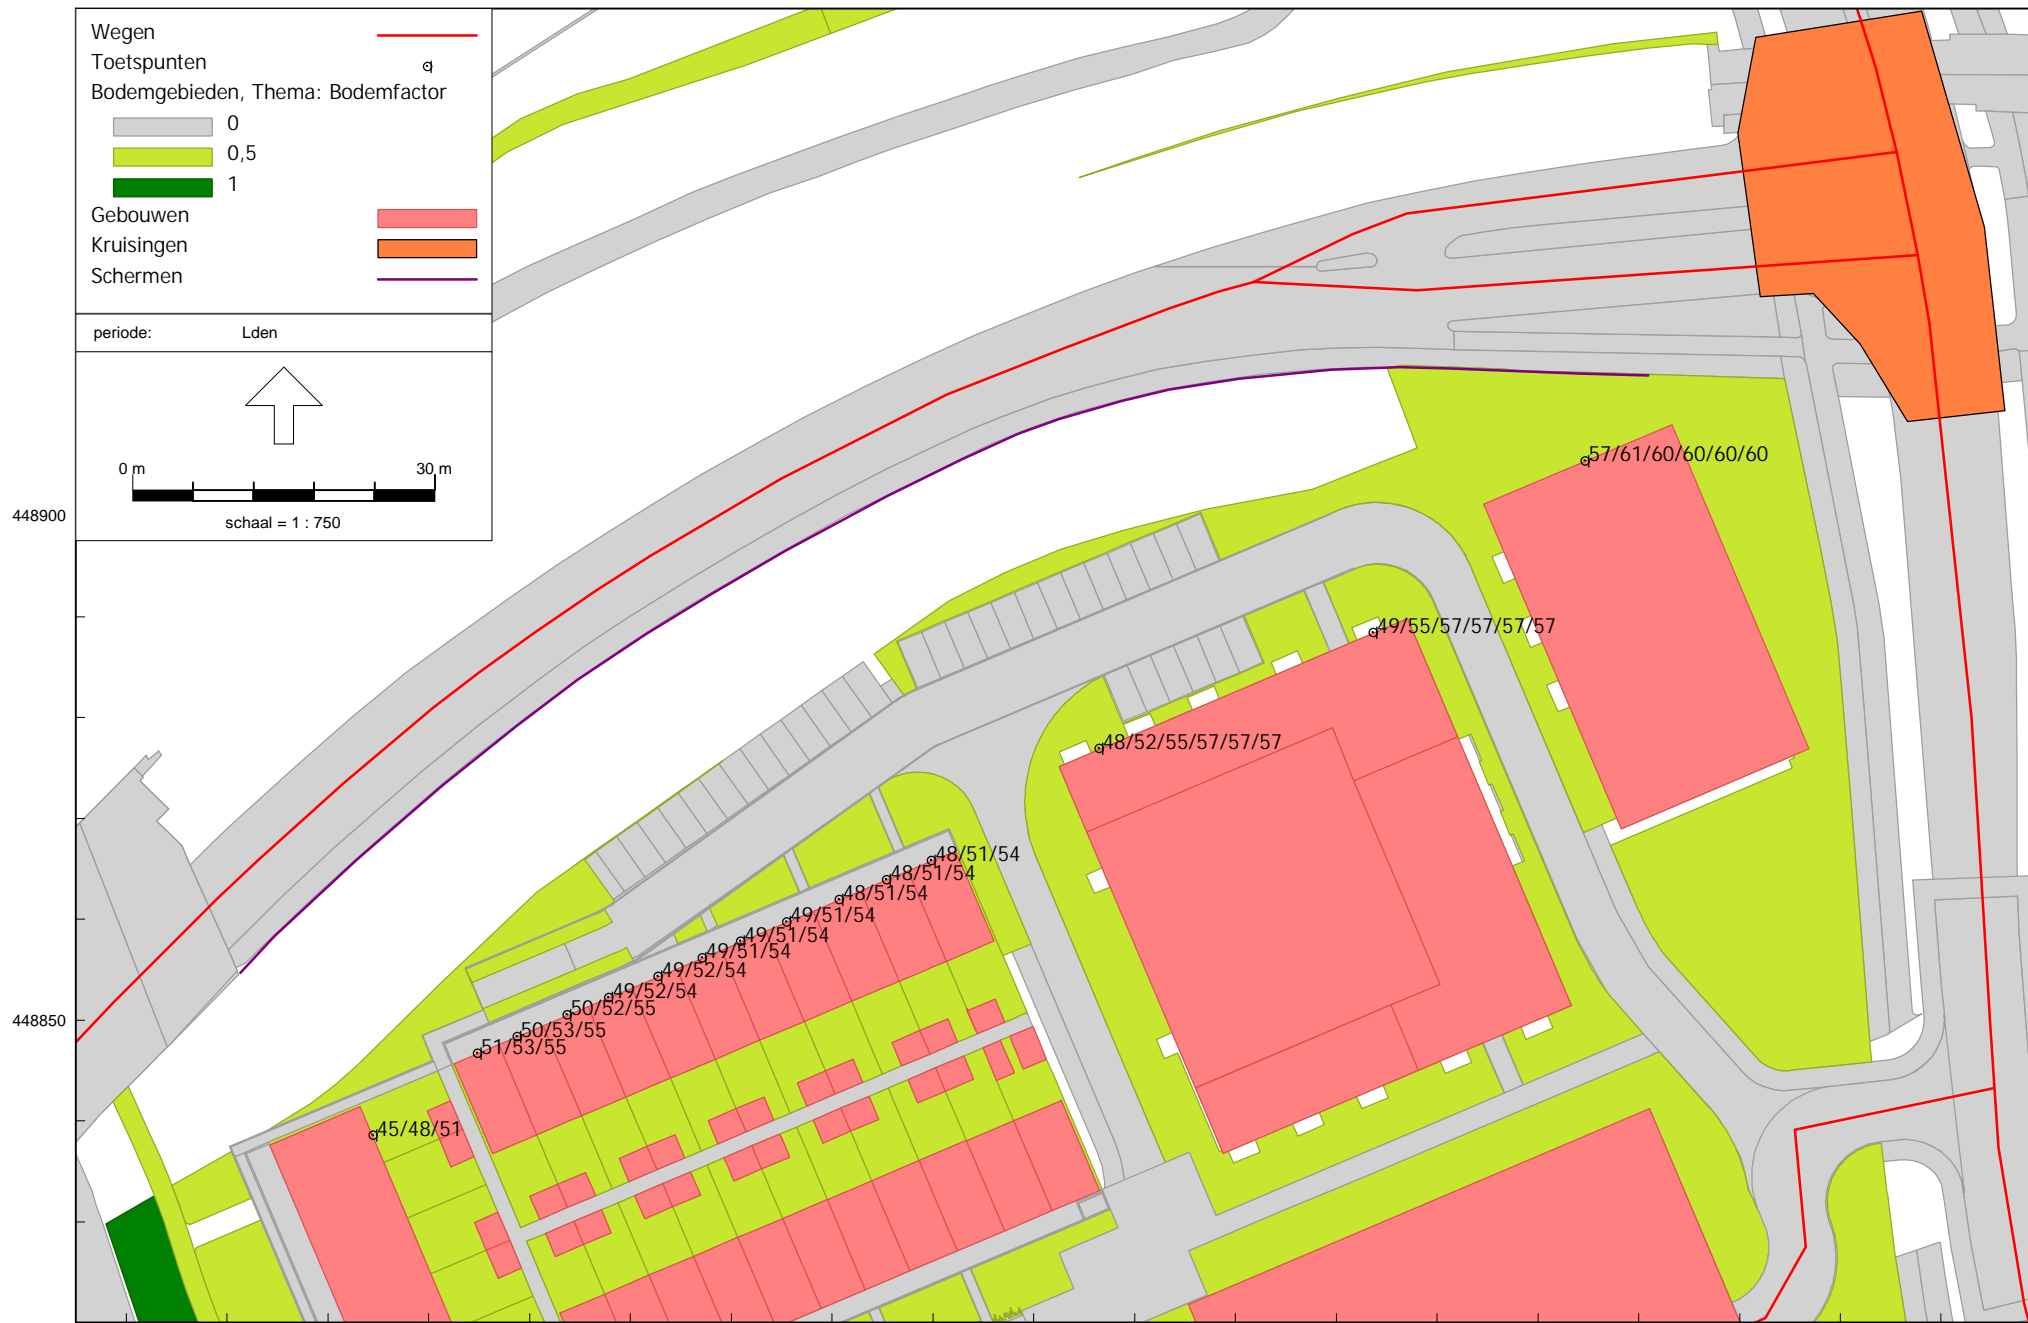 Wegen
Toetspunten
Bodemgebieden, Thema: Bodemfactor
0
0,5
1
Gebouwen
Kruisingen
Schermen
periode: Lden
0 m 30 m
schaal = 1 : 750
448900
448850
57/61/60/60/60/60
49/55/57/57/57/57
48/52/55/57/57/57
48/51/54
48/51/54
48/51/54
49/51/54
49/51/54
49/51/54
49/52/54
49/52/54
50/52/55
50/53/55
51/53/55
45/48/51